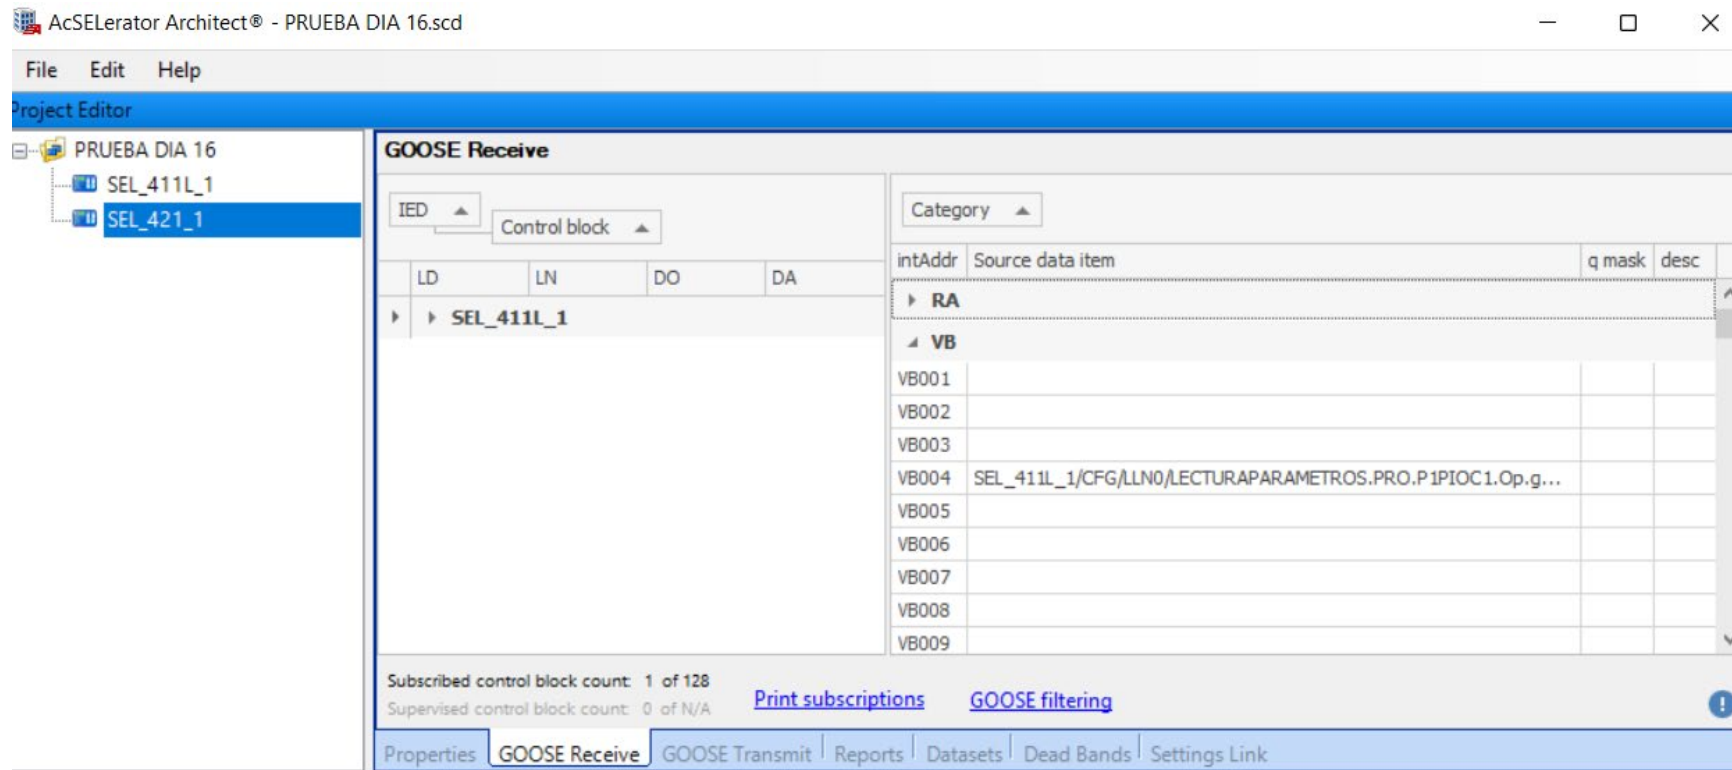 AcSELerator Architect® - PRUEBA DIA 16.scd
File Edit Help
Project Editor
PRUEBA DIA 16
SEL_411L_1
SEL_421_1
GOOSE Receive
IED
Control block
LD LN DO DA
SEL_411L_1
Category
intAddr Source data item q mask desc
RA
VB
VB001
VB002
VB003
VB004 SEL_411L_1/CFG/LLN0/LECTURAPARAMETROS.PRO.P1PIOC1.Op.g...
VB005
VB006
VB007
VB008
VB009
Subscribed control block count: 1 of 128
Supervised control block count: 0 of N/A
Print subscriptions GOOSE filtering
Properties GOOSE Receive GOOSE Transmit Reports Datasets Dead Bands Settings Link